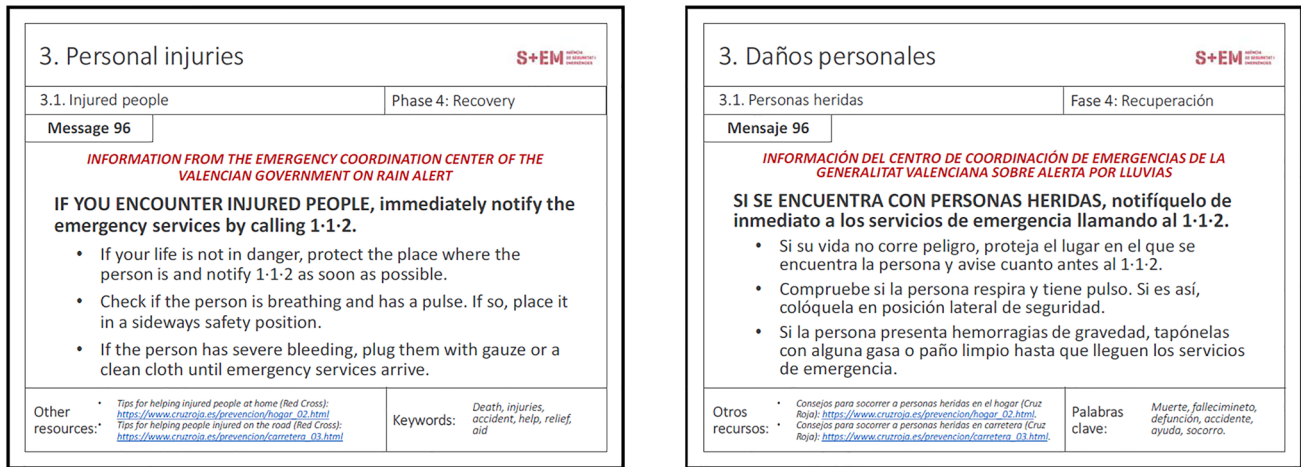 3. Personal injuries
S+EM AGÈNCIA
DE SEGURETAT I
EMERGÈNCIES
3.1. Injured people
Phase 4: Recovery
Message 96
INFORMATION FROM THE EMERGENCY COORDINATION CENTER OF THE
VALENCIAN GOVERNMENT ON RAIN ALERT
IF YOU ENCOUNTER INJURED PEOPLE, immediately notify the
emergency services by calling 1·1·2.
• If your life is not in danger, protect the place where the
person is and notify 1·1·2 as soon as possible.
• Check if the person is breathing and has a pulse. If so, place it
in a sideways safety position.
• If the person has severe bleeding, plug them with gauze or a
clean cloth until emergency services arrive.
Other
resources:
• Tips for helping injured people at home (Red Cross):
https://www.cruzroja.es/prevencion/hogar_02.html
• Tips for helping people injured on the road (Red Cross):
https://www.cruzroja.es/prevencion/carretera_03.html
Keywords:
Death, injuries,
accident, help, relief,
aid
3. Daños personales
S+EM AGÈNCIA
DE SEGURETAT I
EMERGÈNCIES
3.1. Personas heridas
Fase 4: Recuperación
Mensaje 96
INFORMACIÓN DEL CENTRO DE COORDINACIÓN DE EMERGENCIAS DE LA
GENERALITAT VALENCIANA SOBRE ALERTA POR LLUVIAS
SI SE ENCUENTRA CON PERSONAS HERIDAS, notifíquelo de
inmediato a los servicios de emergencia llamando al 1·1·2.
• Si su vida no corre peligro, proteja el lugar en el que se
encuentra la persona y avise cuanto antes al 1·1·2.
• Compruebe si la persona respira y tiene pulso. Si es así,
colóquela en posición lateral de seguridad.
• Si la persona presenta hemorragias de gravedad, tapónelas
con alguna gasa o paño limpio hasta que lleguen los servicios
de emergencia.
Otros
recursos:
• Consejos para socorrer a personas heridas en el hogar (Cruz
Roja): https://www.cruzroja.es/prevencion/hogar_02.html.
• Consejos para socorrer a personas heridas en carretera (Cruz
Roja): https://www.cruzroja.es/prevencion/carretera_03.html.
Palabras
clave:
Muerte, fallecimineto,
defunción, accidente,
ayuda, socorro.